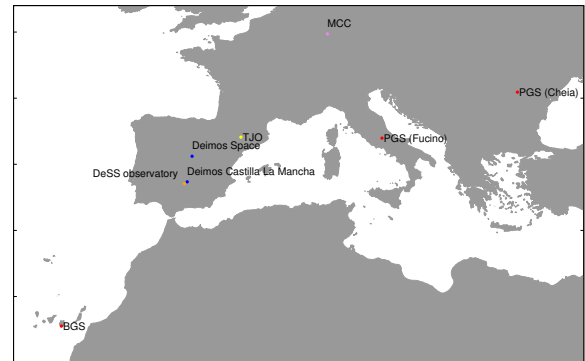 MCC
PGS (Cheia)
TJO
PGS (Fucino)
Deimos Space
DeSS observatory
Deimos Castilla La Mancha
BGS